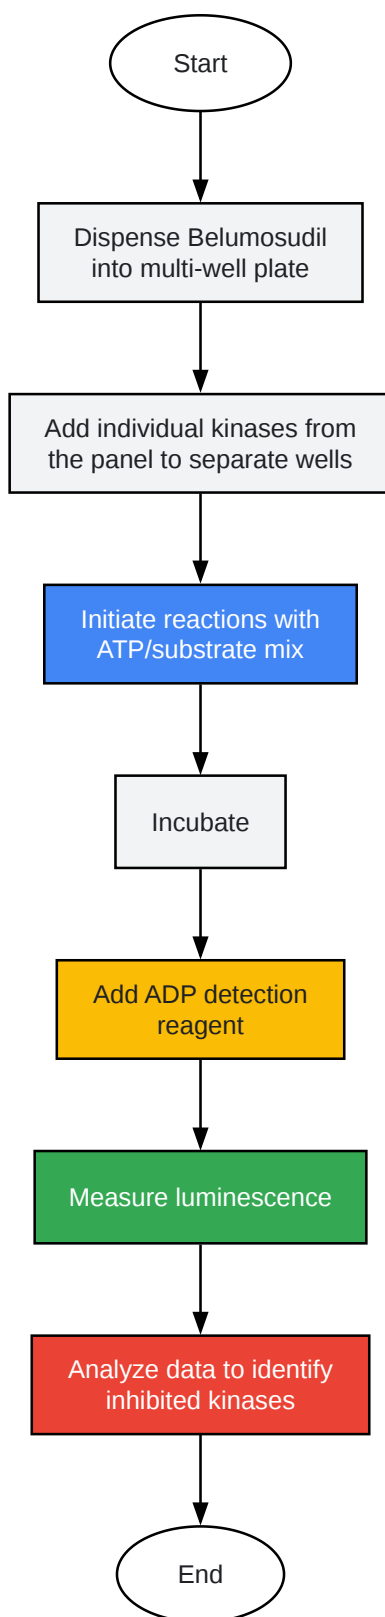 Start
Dispense Belumosudil
into multi-well plate
Add individual kinases from
the panel to separate wells
Initiate reactions with
ATP/substrate mix
Incubate
Add ADP detection
reagent
Measure luminescence
Analyze data to identify
inhibited kinases
End